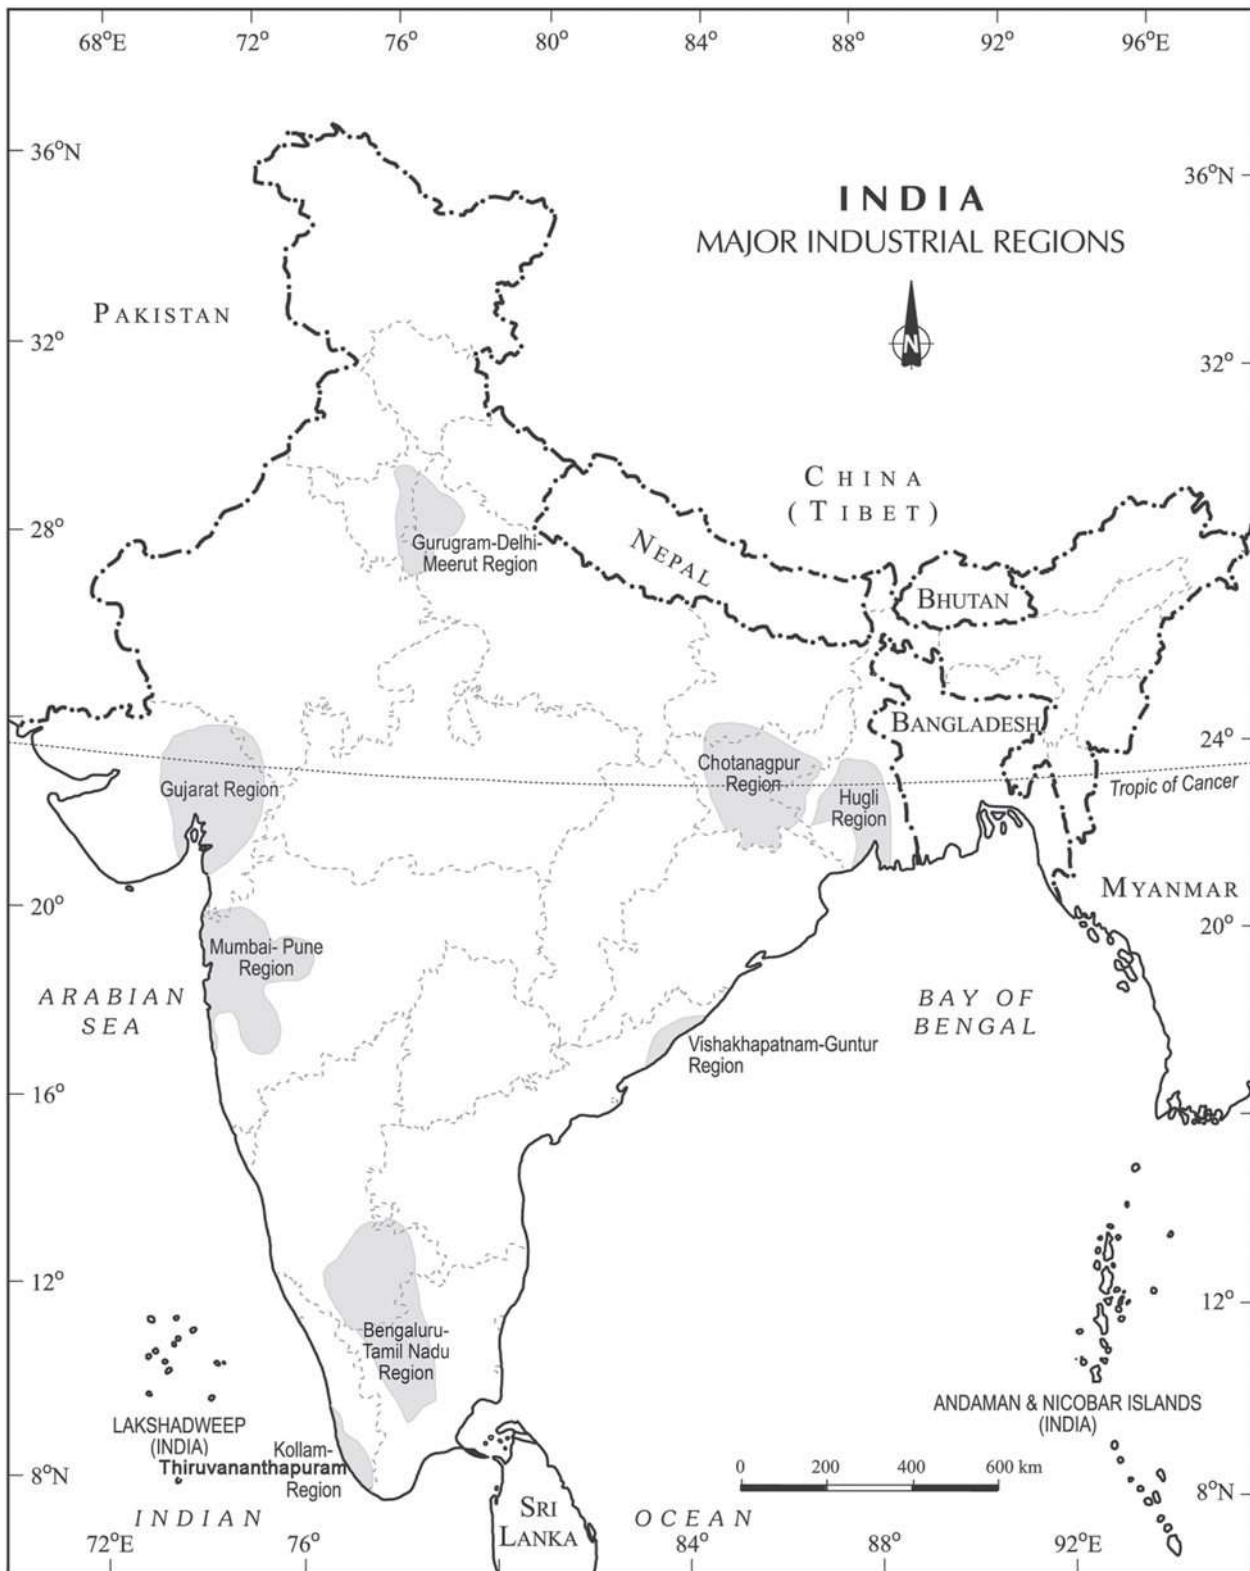 68°E 72° 76° 80° 84° 88° 92° 96°E
36°N
36°N
INDIA
MAJOR INDUSTRIAL REGIONS
N
PAKISTAN
32°
32°
CHINA
(TIBET)
28°
28°
Gurugram-Delhi-
Meerut Region
NEPAL
BHUTAN
BANGLADESH
24°
Tropic of Cancer
Gujarat Region
Chotanagpur
Region
Hugli
Region
MYANMAR
20°
20°
Mumbai- Pune
Region
ARABIAN
SEA
BAY OF
BENGAL
Vishakhapatnam-Guntur
Region
16°
12°
12°
Bengaluru-
Tamil Nadu
Region
ANDAMAN & NICOBAR ISLANDS
(INDIA)
LAKSHADWEEP
(INDIA)
Kollam-
Thiruvananthapuram
Region
8°N
8°N
0 200 400 600 km
SRI
LANKA
INDIAN OCEAN
72°E 76° 84° 88° 92°E